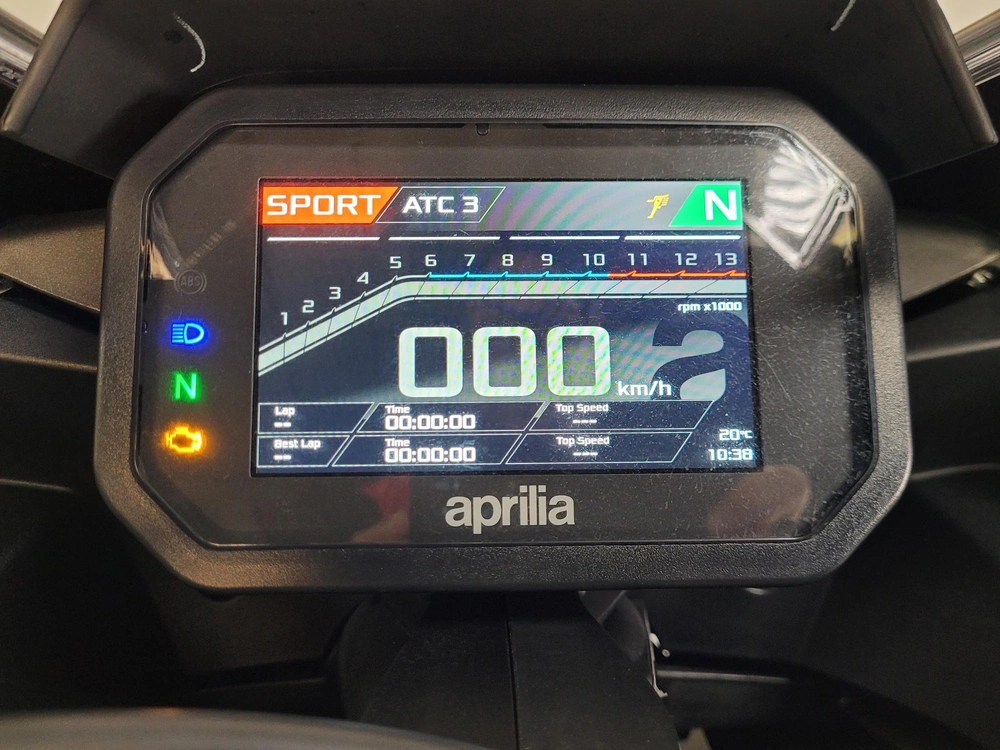 SPORT ATC 3 N
1 2 3 4 5 6 7 8 9 10 11 12 13
rpm x1000
ABS
000 km/h
N
Lap -- Time 00:00:00 Top Speed ---
Best Lap -- Time 00:00:00 Top Speed ---
20°C
10:38
aprilia